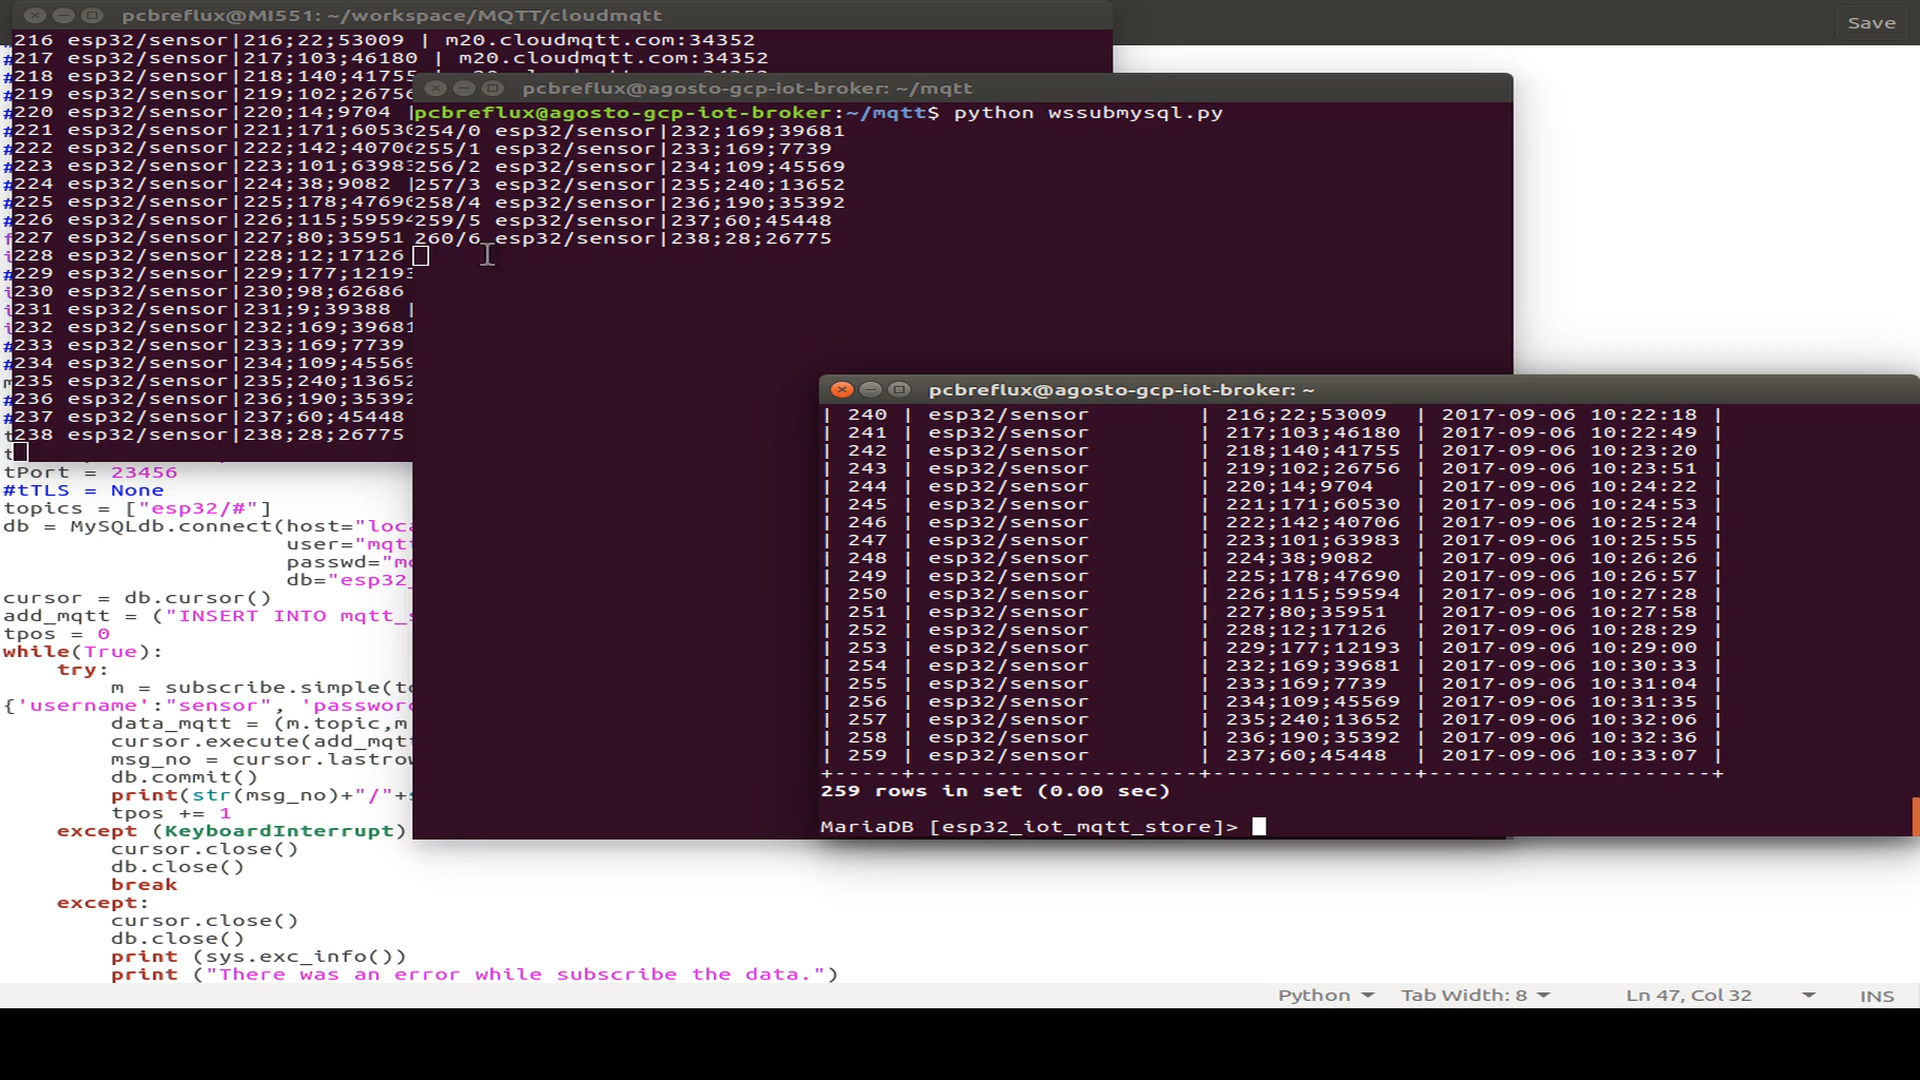 pcbreflux@MI551: ~/workspace/MQTT/cloudmqtt
Save
216 esp32/sensor|216;22;53009 | m20.cloudmqtt.com:34352
217 esp32/sensor|217;103;46180 | m20.cloudmqtt.com:34352
218 esp32/sensor|218;140;41755
219 esp32/sensor|219;102;26756
220 esp32/sensor|220;14;9704 |
221 esp32/sensor|221;171;60530
222 esp32/sensor|222;142;40706
223 esp32/sensor|223;101;63983
224 esp32/sensor|224;38;9082 |
225 esp32/sensor|225;178;47690
226 esp32/sensor|226;115;59594
227 esp32/sensor|227;80;35951
228 esp32/sensor|228;12;17126
229 esp32/sensor|229;177;12193
230 esp32/sensor|230;98;62686
231 esp32/sensor|231;9;39388 |
232 esp32/sensor|232;169;39681
233 esp32/sensor|233;169;7739
234 esp32/sensor|234;109;45569
235 esp32/sensor|235;240;13652
236 esp32/sensor|236;190;35392
237 esp32/sensor|237;60;45448
238 esp32/sensor|238;28;26775
pcbreflux@agosto-gcp-iot-broker: ~/mqtt
pcbreflux@agosto-gcp-iot-broker:~/mqtt$ python wssubmysql.py
254/0 esp32/sensor|232;169;39681
255/1 esp32/sensor|233;169;7739
256/2 esp32/sensor|234;109;45569
257/3 esp32/sensor|235;240;13652
258/4 esp32/sensor|236;190;35392
259/5 esp32/sensor|237;60;45448
260/6 esp32/sensor|238;28;26775
pcbreflux@agosto-gcp-iot-broker: ~
| 240 | esp32/sensor | 216;22;53009 | 2017-09-06 10:22:18 |
| 241 | esp32/sensor | 217;103;46180 | 2017-09-06 10:22:49 |
| 242 | esp32/sensor | 218;140;41755 | 2017-09-06 10:23:20 |
| 243 | esp32/sensor | 219;102;26756 | 2017-09-06 10:23:51 |
| 244 | esp32/sensor | 220;14;9704 | 2017-09-06 10:24:22 |
| 245 | esp32/sensor | 221;171;60530 | 2017-09-06 10:24:53 |
| 246 | esp32/sensor | 222;142;40706 | 2017-09-06 10:25:24 |
| 247 | esp32/sensor | 223;101;63983 | 2017-09-06 10:25:55 |
| 248 | esp32/sensor | 224;38;9082 | 2017-09-06 10:26:26 |
| 249 | esp32/sensor | 225;178;47690 | 2017-09-06 10:26:57 |
| 250 | esp32/sensor | 226;115;59594 | 2017-09-06 10:27:28 |
| 251 | esp32/sensor | 227;80;35951 | 2017-09-06 10:27:58 |
| 252 | esp32/sensor | 228;12;17126 | 2017-09-06 10:28:29 |
| 253 | esp32/sensor | 229;177;12193 | 2017-09-06 10:29:00 |
| 254 | esp32/sensor | 232;169;39681 | 2017-09-06 10:30:33 |
| 255 | esp32/sensor | 233;169;7739 | 2017-09-06 10:31:04 |
| 256 | esp32/sensor | 234;109;45569 | 2017-09-06 10:31:35 |
| 257 | esp32/sensor | 235;240;13652 | 2017-09-06 10:32:06 |
| 258 | esp32/sensor | 236;190;35392 | 2017-09-06 10:32:36 |
| 259 | esp32/sensor | 237;60;45448 | 2017-09-06 10:33:07 |
+-----+----------------------+---------------+---------------------+
259 rows in set (0.00 sec)
MariaDB [esp32_iot_mqtt_store]>
tPort = 23456
#tTLS = None
topics = ["esp32/#"]
db = MySQLdb.connect(host="loca
user="mqtt
passwd="mo
db="esp32_
cursor = db.cursor()
add_mqtt = ("INSERT INTO mqtt_s
tpos = 0
while(True):
try:
m = subscribe.simple(to
{'username':"sensor", 'password
data_mqtt = (m.topic,m
cursor.execute(add_mqtt
msg_no = cursor.lastrow
db.commit()
print(str(msg_no)+"/"+s
tpos += 1
except (KeyboardInterrupt)
cursor.close()
db.close()
break
except:
cursor.close()
db.close()
print (sys.exc_info())
print ("There was an error while subscribe the data.")
Python
Tab Width: 8
Ln 47, Col 32
INS